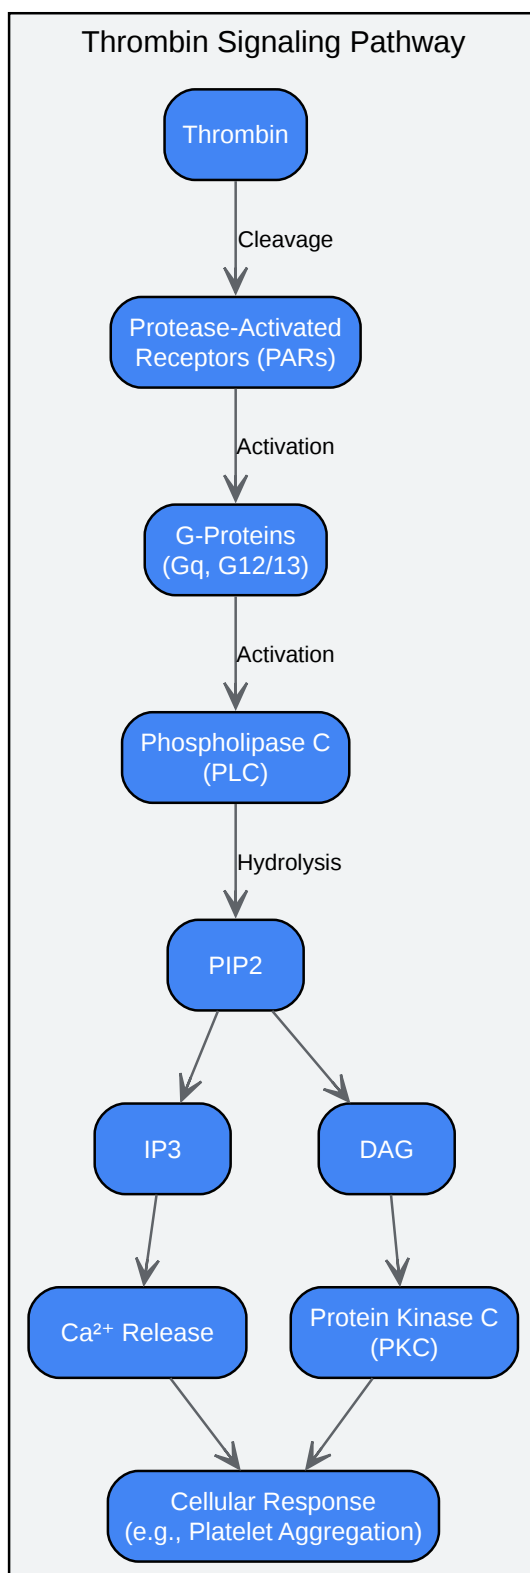 Thrombin Signaling Pathway
Thrombin
Cleavage
Protease-Activated
Receptors (PARs)
Activation
G-Proteins
(Gq, G12/13)
Activation
Phospholipase C
(PLC)
Hydrolysis
PIP2
IP3
DAG
Ca²⁺ Release
Protein Kinase C
(PKC)
Cellular Response
(e.g., Platelet Aggregation)